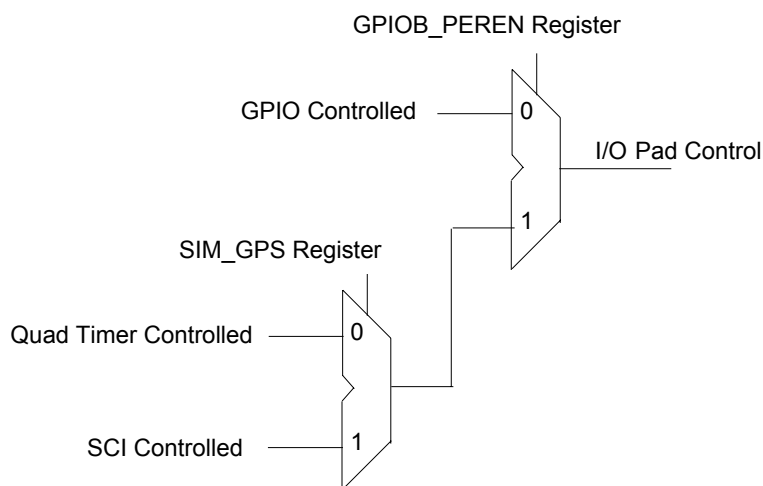 GPIOB_PEREN Register
GPIO Controlled
0
I/O Pad Control
1
SIM_GPS Register
Quad Timer Controlled
0
SCI Controlled
1